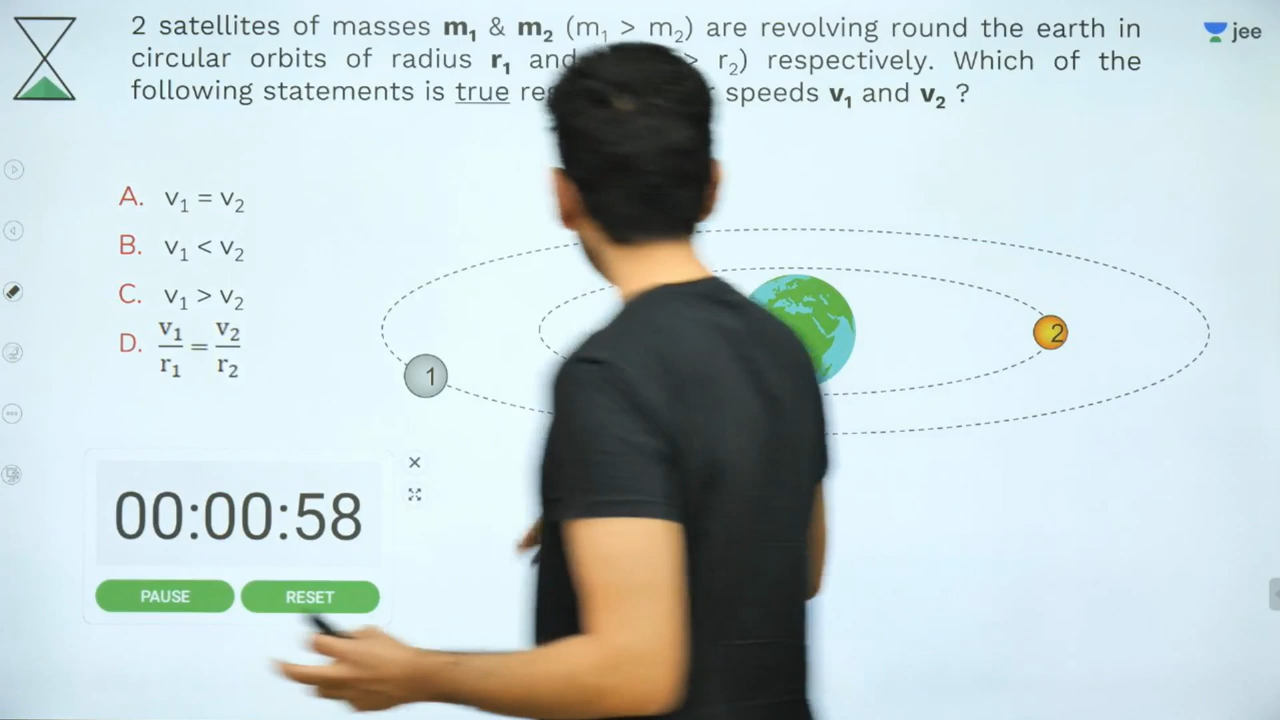 2 satellites of masses m₁ & m₂ (m₁ > m₂) are revolving round the earth in
circular orbits of radius r₁ and > r₂) respectively. Which of the
following statements is true speeds v₁ and v₂ ?
jee
A. v₁ = v₂
B. v₁ < v₂
C. v₁ > v₂
D. v₁/r₁ = v₂/r₂
1
2
00:00:58
PAUSE RESET